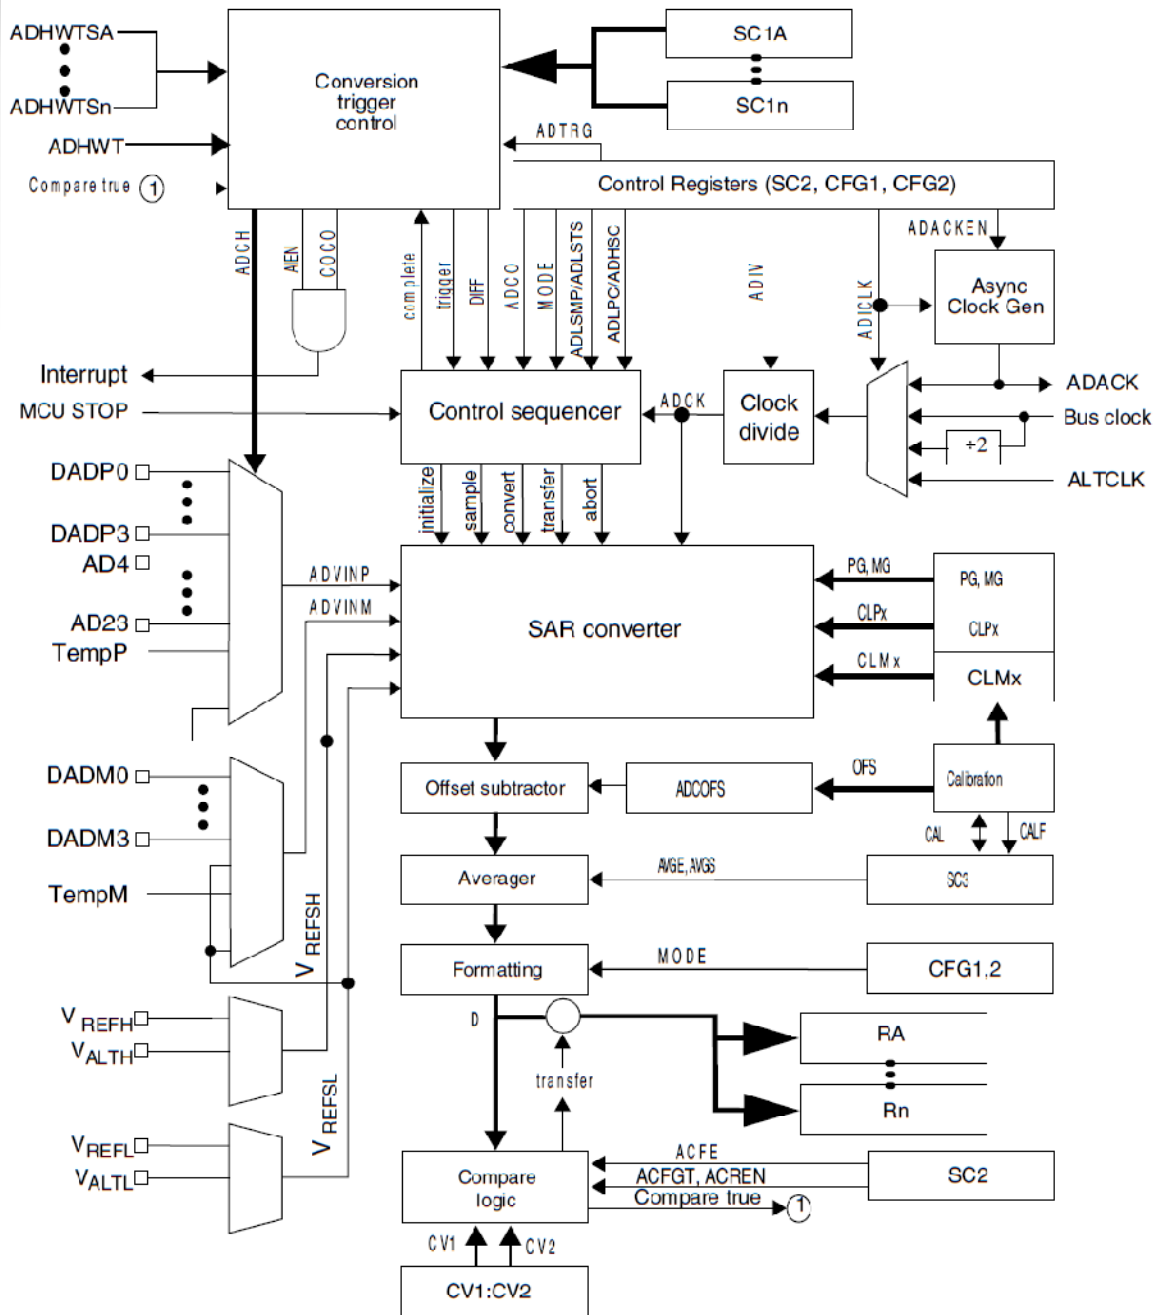 ADHWTSA
ADHWTSn
ADHWT
Compare true 1
Conversion
trigger
control
SC1A
SC1n
ADTRG
Control Registers (SC2, CFG1, CFG2)
ADCH
AIEN
COCO
complete
trigger
DIFF
ADCO
MODE
ADLSMP/ADLSTS
ADLPC/ADHSC
ADIV
ADICLK
ADACKEN
Async
Clock Gen
Interrupt
MCU STOP
Control sequencer
ADCK
Clock
divide
ADACK
Bus clock
÷2
ALTCLK
initialize
sample
convert
transfer
abort
DADP0
DADP3
AD4
AD23
TempP
ADVINP
ADVINM
SAR converter
PG, MG
PG, MG
CLPx
CLPx
CLMx
CLMx
DADM0
DADM3
TempM
Offset subtractor
ADCOFS
OFS
Calibration
CAL
CALF
Averager
AVGE, AVGS
SC3
VREFSH
Formatting
MODE
CFG1,2
D
VREFH
VALTH
transfer
RA
Rn
VREFSL
VREFL
VALTL
Compare
logic
ACFE
ACFGT, ACREN
Compare true
1
SC2
CV1
CV2
CV1:CV2